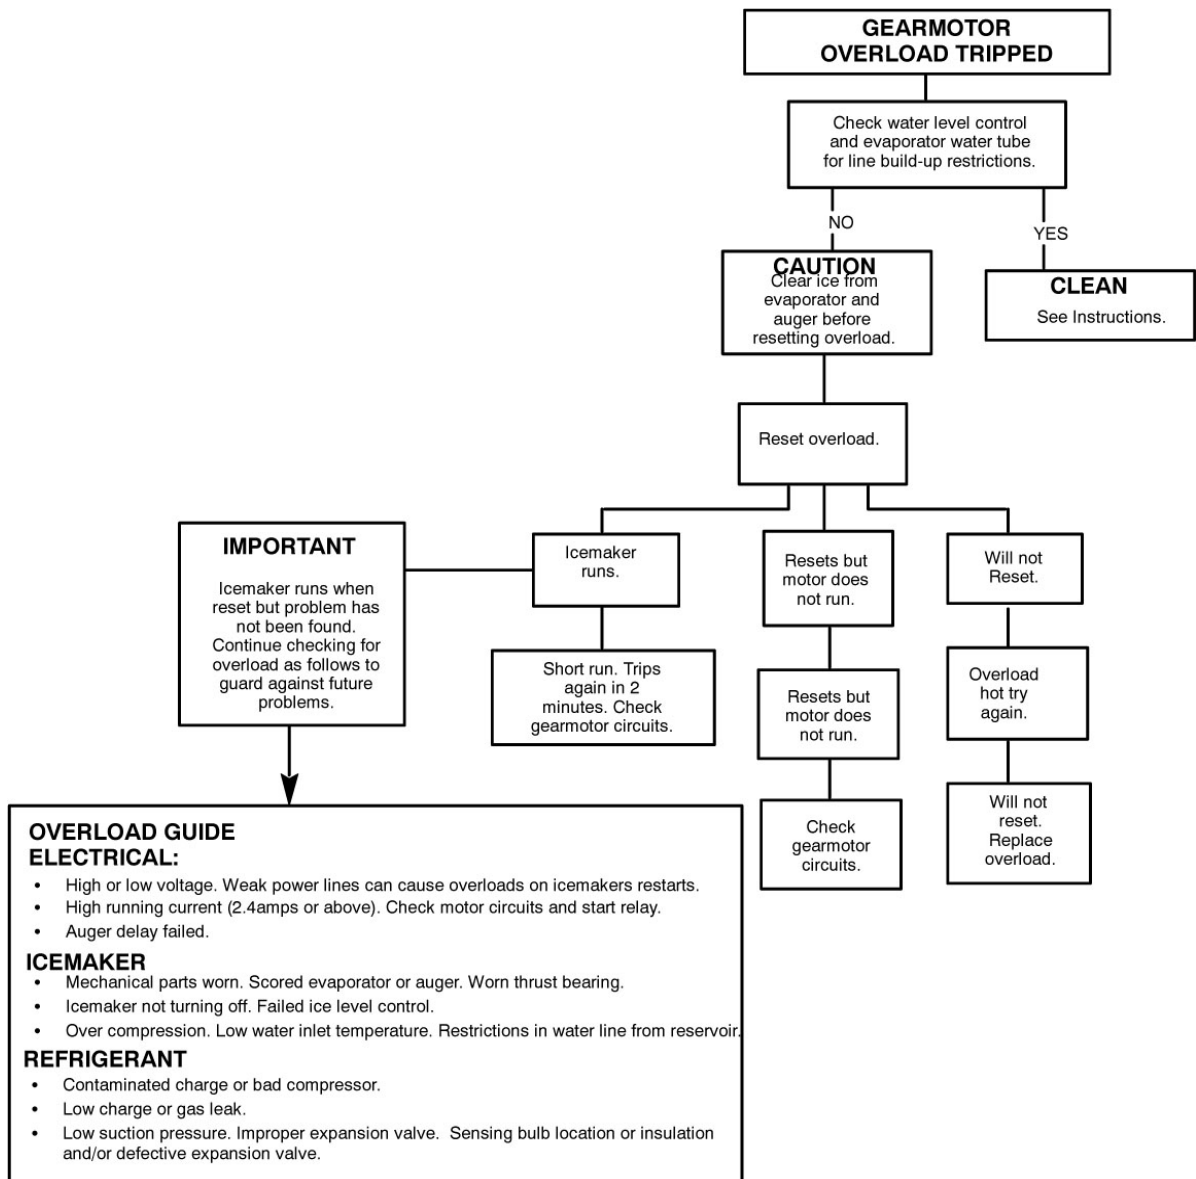 GEARMOTOR
OVERLOAD TRIPPED
Check water level control
and evaporator water tube
for line build-up restrictions.
NO
YES
CAUTION
Clear ice from
evaporator and
auger before
resetting overload.
CLEAN
See Instructions.
Reset overload.
IMPORTANT
Icemaker runs when
reset but problem has
not been found.
Continue checking for
overload as follows to
guard against future
problems.
Icemaker
runs.
Short run. Trips
again in 2
minutes. Check
gearmotor circuits.
Resets but
motor does
not run.
Resets but
motor does
not run.
Check
gearmotor
circuits.
Will not
Reset.
Overload
hot try
again.
Will not
reset.
Replace
overload.
OVERLOAD GUIDE
ELECTRICAL:
• High or low voltage. Weak power lines can cause overloads on icemakers restarts.
• High running current (2.4amps or above). Check motor circuits and start relay.
• Auger delay failed.
ICEMAKER
• Mechanical parts worn. Scored evaporator or auger. Worn thrust bearing.
• Icemaker not turning off. Failed ice level control.
• Over compression. Low water inlet temperature. Restrictions in water line from reservoir.
REFRIGERANT
• Contaminated charge or bad compressor.
• Low charge or gas leak.
• Low suction pressure. Improper expansion valve. Sensing bulb location or insulation
and/or defective expansion valve.